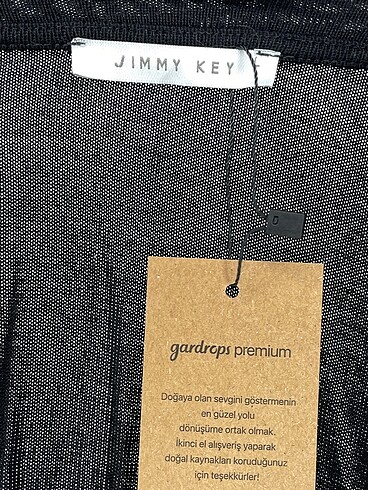 JIMMY KEY
gardrops premium
Doğaya olan sevgini göstermenin
en güzel yolu
dönüşüme ortak olmak.
İkinci el alışveriş yaparak
doğal kaynakları koruduğunuz
için teşekkürler!